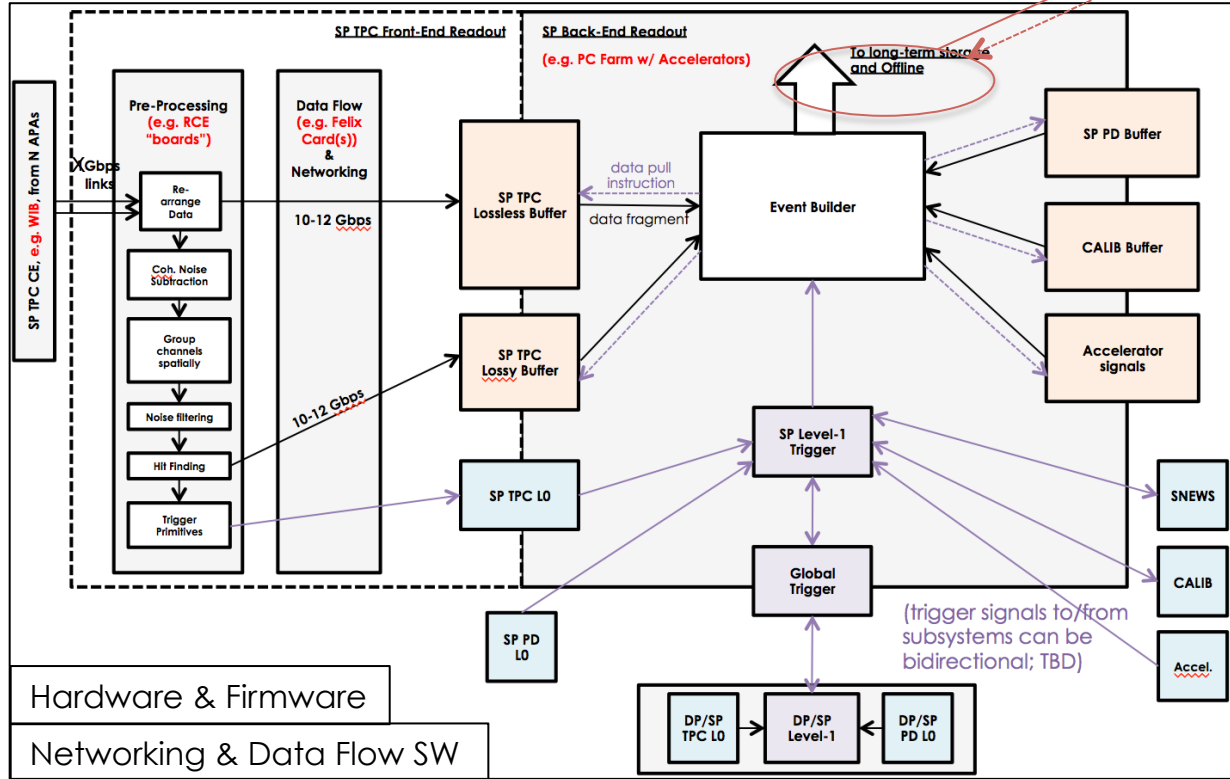 SP TPC Front-End Readout
SP Back-End Readout
(e.g. PC Farm w/ Accelerators)
To long-term storage
and Offline
SP TPC CE, e.g. WIB, from N APAs
XGbps
links
Pre-Processing
(e.g. RCE
"boards")
Re-
arrange
Data
Coh. Noise
Subtraction
Group
channels
spatially
Noise filtering
Hit Finding
Trigger
Primitives
Data Flow
(e.g. Felix
Card(s))
&
Networking
10-12 Gbps
10-12 Gbps
SP TPC
Lossless Buffer
SP TPC
Lossy Buffer
SP TPC L0
data pull
instruction
data fragment
Event Builder
SP PD Buffer
CALIB Buffer
Accelerator
signals
SP Level-1
Trigger
Global
Trigger
SNEWS
CALIB
Accel.
SP PD
L0
(trigger signals to/from
subsystems can be
bidirectional; TBD)
DP/SP
TPC L0
DP/SP
Level-1
DP/SP
PD L0
Hardware & Firmware
Networking & Data Flow SW